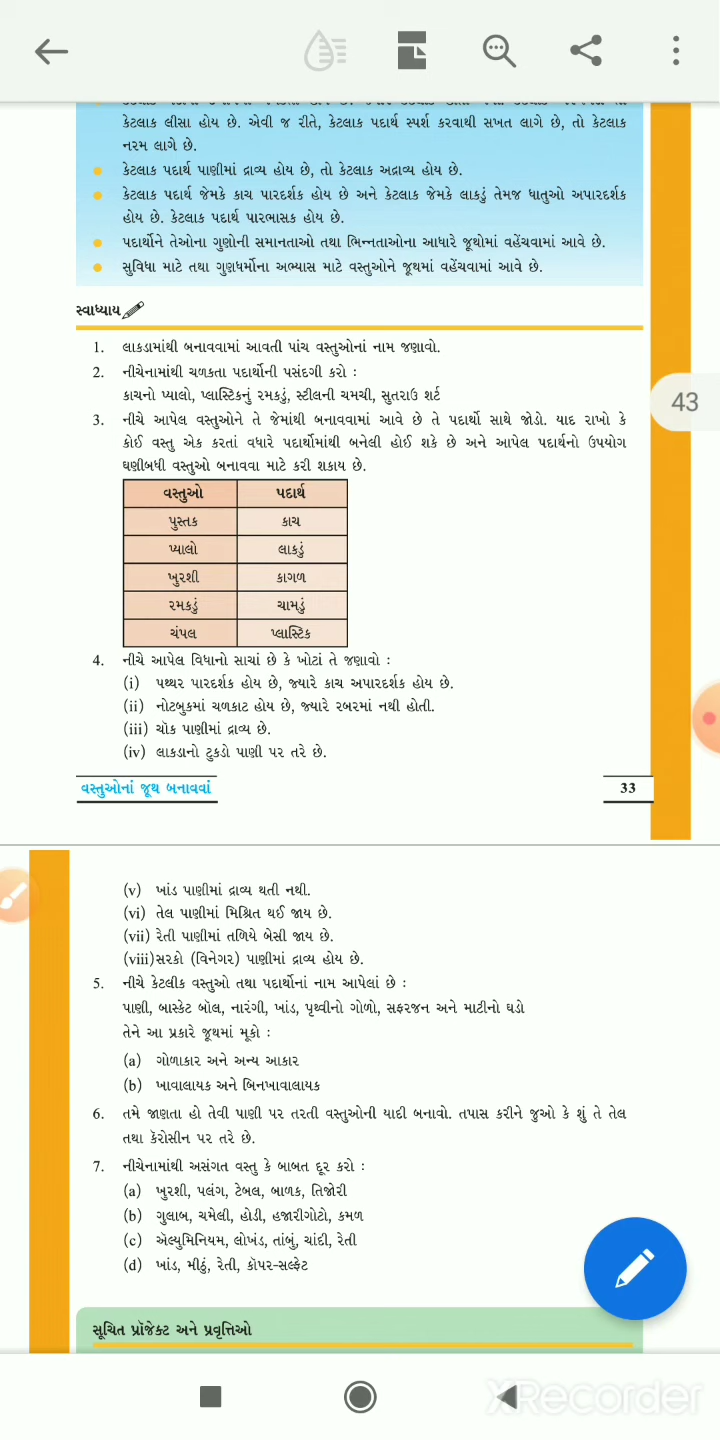 કેટલાક લીસા હોય છે. એવી જ રીતે, કેટલાક પદાર્થ સ્પર્શ કરવાથી સખત લાગે છે, તો કેટલાક
નરમ લાગે છે.
કેટલાક પદાર્થ પાણીમાં દ્રાવ્ય હોય છે, તો કેટલાક અદ્રાવ્ય હોય છે.
કેટલાક પદાર્થ જેમકે કાચ પારદર્શક હોય છે અને કેટલાક જેમકે લાકડું તેમજ ધાતુઓ અપારદર્શક
હોય છે. કેટલાક પદાર્થ પારભાસક હોય છે.
પદાર્થોને તેઓના ગુણોની સમાનતાઓ તથા ભિન્નતાઓના આધારે જૂથોમાં વહેંચવામાં આવે છે.
સુવિધા માટે તથા ગુણધર્મોના અભ્યાસ માટે વસ્તુઓને જૂથમાં વહેંચવામાં આવે છે.
સ્વાધ્યાય
1. લાકડામાંથી બનાવવામાં આવતી પાંચ વસ્તુઓનાં નામ જણાવો.
2. નીચેનામાંથી ચળકતા પદાર્થોની પસંદગી કરો :
કાચનો પ્યાલો, પ્લાસ્ટિકનું રમકડું, સ્ટીલની ચમચી, સુતરાઉ શર્ટ
43
3. નીચે આપેલ વસ્તુઓને તે જેમાંથી બનાવવામાં આવે છે તે પદાર્થો સાથે જોડો. યાદ રાખો કે
કોઈ વસ્તુ એક કરતાં વધારે પદાર્થોમાંથી બનેલી હોઈ શકે છે અને આપેલ પદાર્થનો ઉપયોગ
ઘણીબધી વસ્તુઓ બનાવવા માટે કરી શકાય છે.
વસ્તુઓ પદાર્થ
પુસ્તક કાચ
પ્યાલો લાકડું
ખુરશી કાગળ
રમકડું ચામડું
ચંપલ પ્લાસ્ટિક
4. નીચે આપેલ વિધાનો સાચાં છે કે ખોટાં તે જણાવો :
(i) પથ્થર પારદર્શક હોય છે, જ્યારે કાચ અપારદર્શક હોય છે.
(ii) નોટબુકમાં ચળકાટ હોય છે, જ્યારે રબરમાં નથી હોતી.
(iii) ચૉક પાણીમાં દ્રાવ્ય છે.
(iv) લાકડાનો ટુકડો પાણી પર તરે છે.
વસ્તુઓનાં જૂથ બનાવવાં 33
(v) ખાંડ પાણીમાં દ્રાવ્ય થતી નથી.
(vi) તેલ પાણીમાં મિશ્રિત થઈ જાય છે.
(vii) રેતી પાણીમાં તળિયે બેસી જાય છે.
(viii) સરકો (વિનેગર) પાણીમાં દ્રાવ્ય હોય છે.
5. નીચે કેટલીક વસ્તુઓ તથા પદાર્થોનાં નામ આપેલાં છે :
પાણી, બાસ્કેટ બૉલ, નારંગી, ખાંડ, પૃથ્વીનો ગોળો, સફરજન અને માટીનો ઘડો
તેને આ પ્રકારે જૂથમાં મૂકો :
(a) ગોળાકાર અને અન્ય આકાર
(b) ખાવાલાયક અને બિનખાવાલાયક
6. તમે જાણતા હો તેવી પાણી પર તરતી વસ્તુઓની યાદી બનાવો. તપાસ કરીને જુઓ કે શું તે તેલ
તથા કૅરોસીન પર તરે છે.
7. નીચેનામાંથી અસંગત વસ્તુ કે બાબત દૂર કરો :
(a) ખુરશી, પલંગ, ટેબલ, બાળક, તિજોરી
(b) ગુલાબ, ચમેલી, હોડી, હજારીગોટો, કમળ
(c) ઍલ્યુમિનિયમ, લોખંડ, તાંબું, ચાંદી, રેતી
(d) ખાંડ, મીઠું, રેતી, કૉપર-સલ્ફેટ
સૂચિત પ્રૉજેક્ટ અને પ્રવૃત્તિઓ
XRecorder